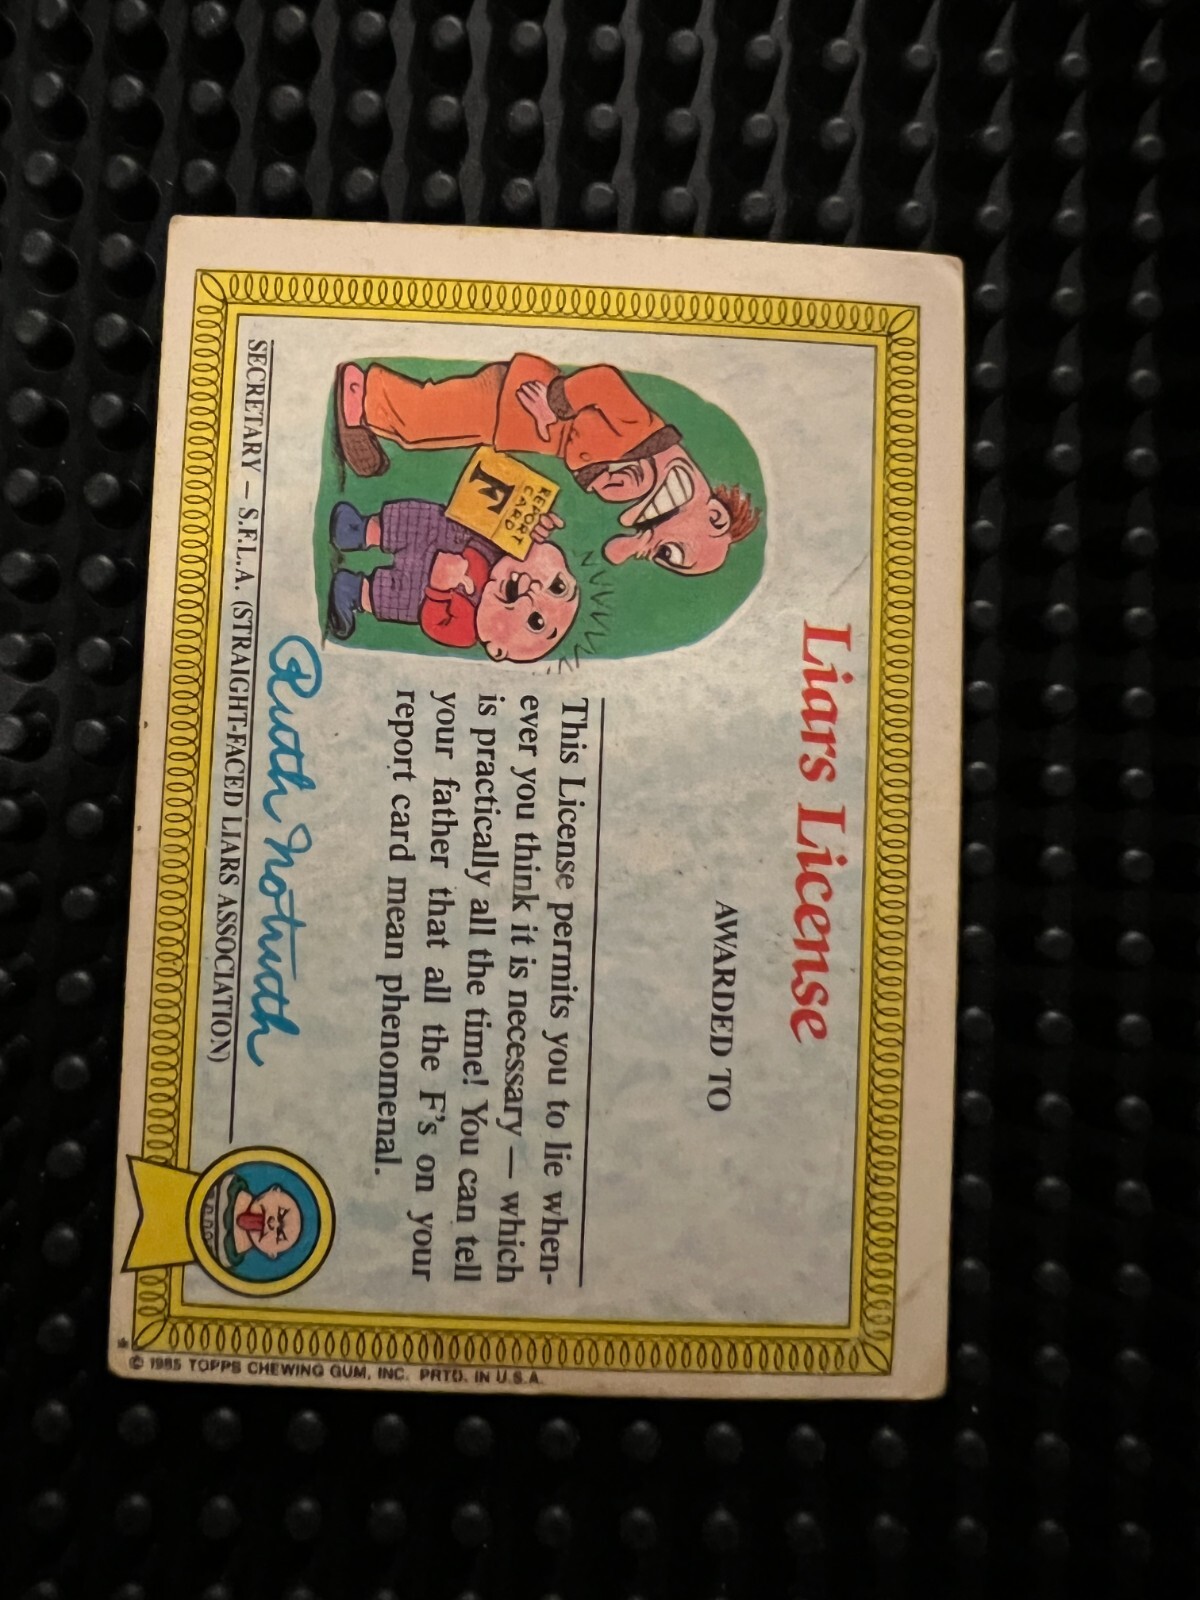 Liars License
AWARDED TO
REPORT
CARD
F
This License permits you to lie when-
ever you think it is necessary — which
is practically all the time! You can tell
your father that all the F's on your
report card mean phenomenal.
Ruth Notruth
SECRETARY — S.F.L.A. (STRAIGHT-FACED LIARS ASSOCIATION)
* © 1985 TOPPS CHEWING GUM, INC. PRTD. IN U.S.A.